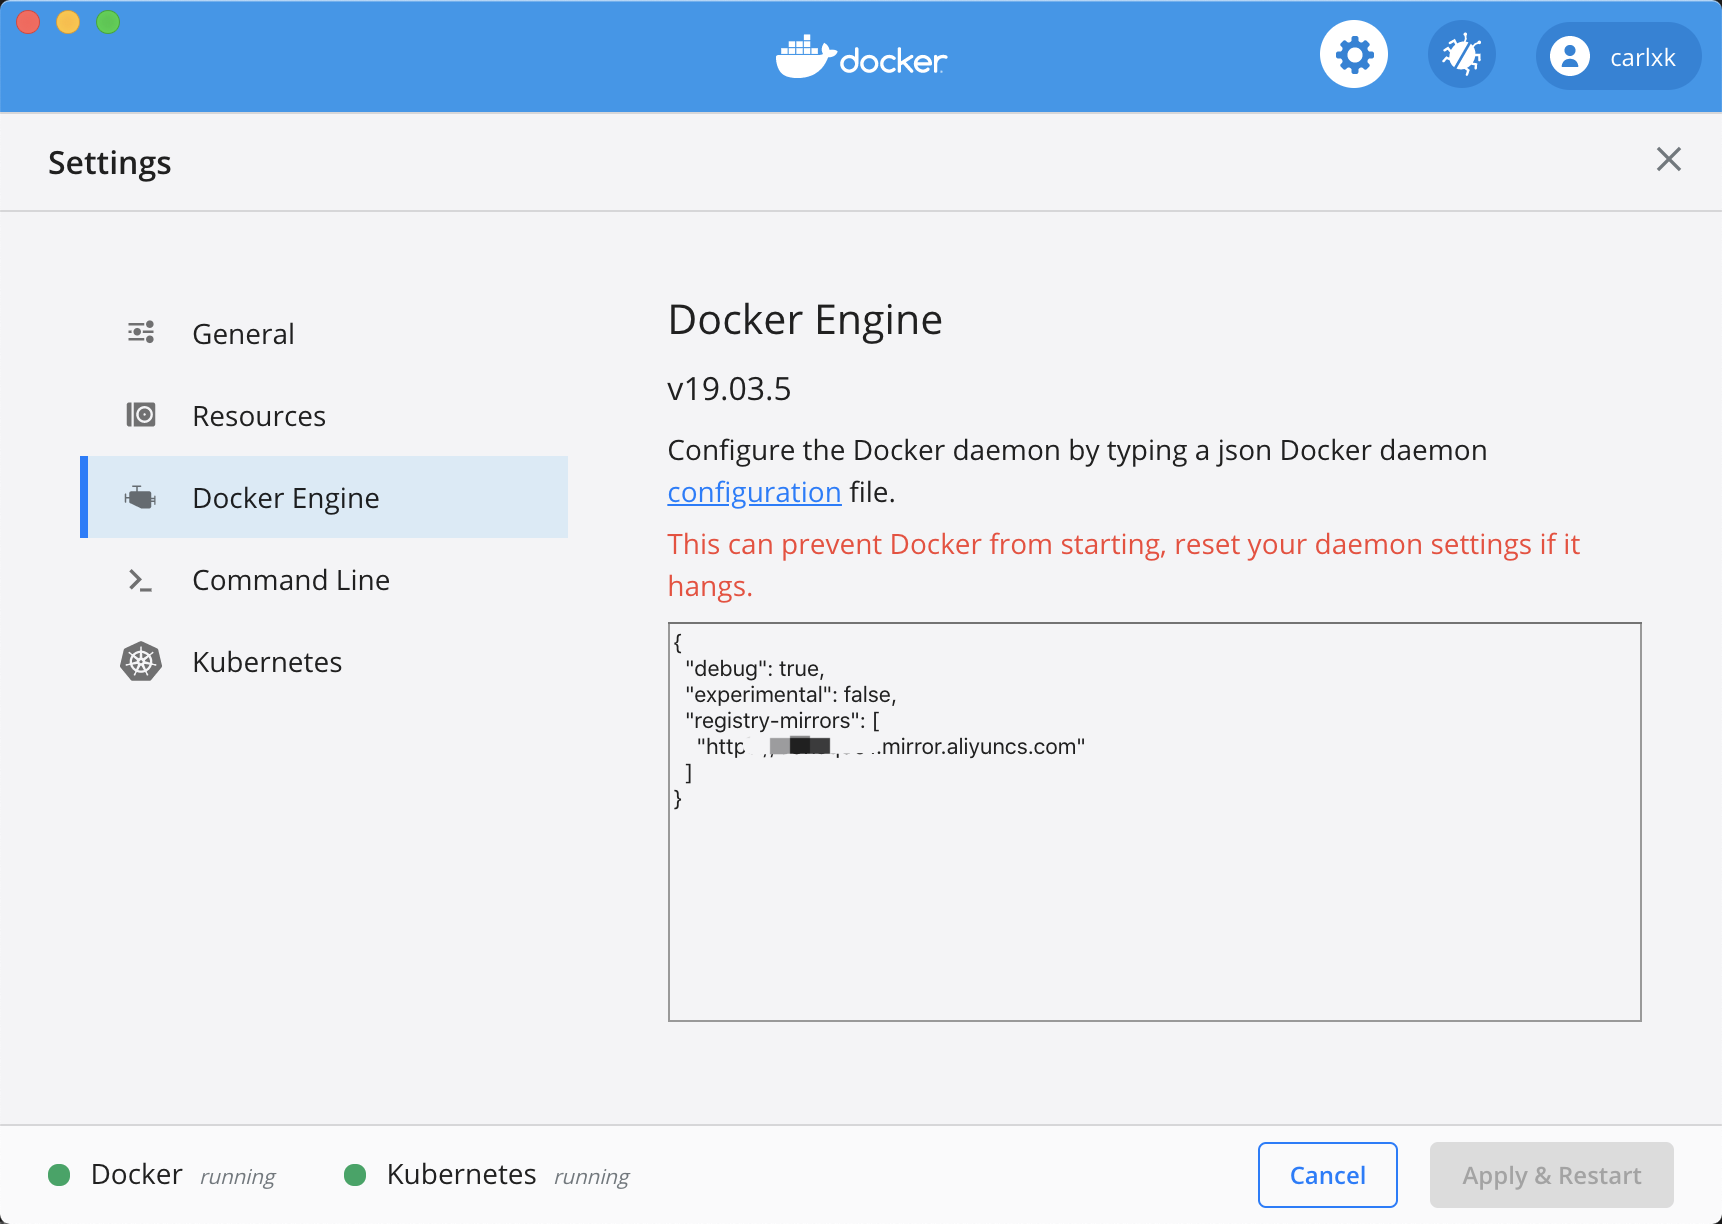 docker
carlxk
Settings
General
Resources
Docker Engine
Command Line
Kubernetes
Docker Engine
v19.03.5
Configure the Docker daemon by typing a json Docker daemon
configuration file.
This can prevent Docker from starting, reset your daemon settings if it
hangs.
{
"debug": true,
"experimental": false,
"registry-mirrors": [
.mirror.aliyuncs.com"
]
}
Docker running
Kubernetes running
Cancel
Apply & Restart